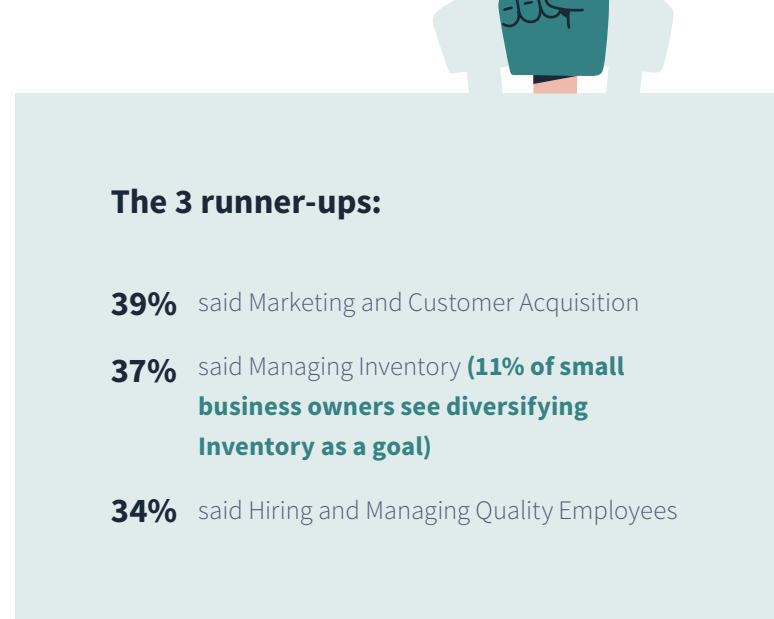 The 3 runner-ups:
39% said Marketing and Customer Acquisition
37% said Managing Inventory (11% of small
business owners see diversifying
Inventory as a goal)
34% said Hiring and Managing Quality Employees